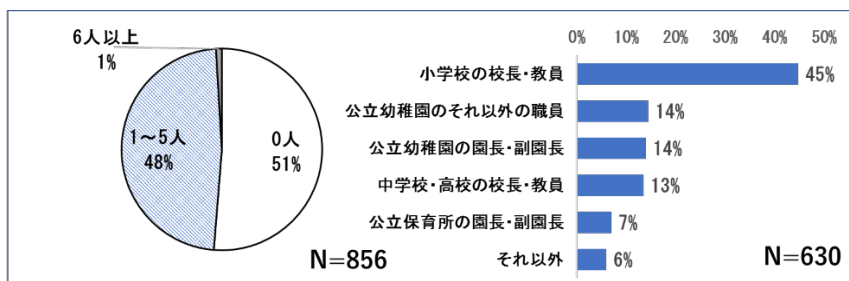 6人以上
1%
1～5人
48%
0人
51%
N=856
0% 10% 20% 30% 40% 50%
小学校の校長・教員 45%
公立幼稚園のそれ以外の職員 14%
公立幼稚園の園長・副園長 14%
中学校・高校の校長・教員 13%
公立保育所の園長・副園長 7%
それ以外 6%
N=630